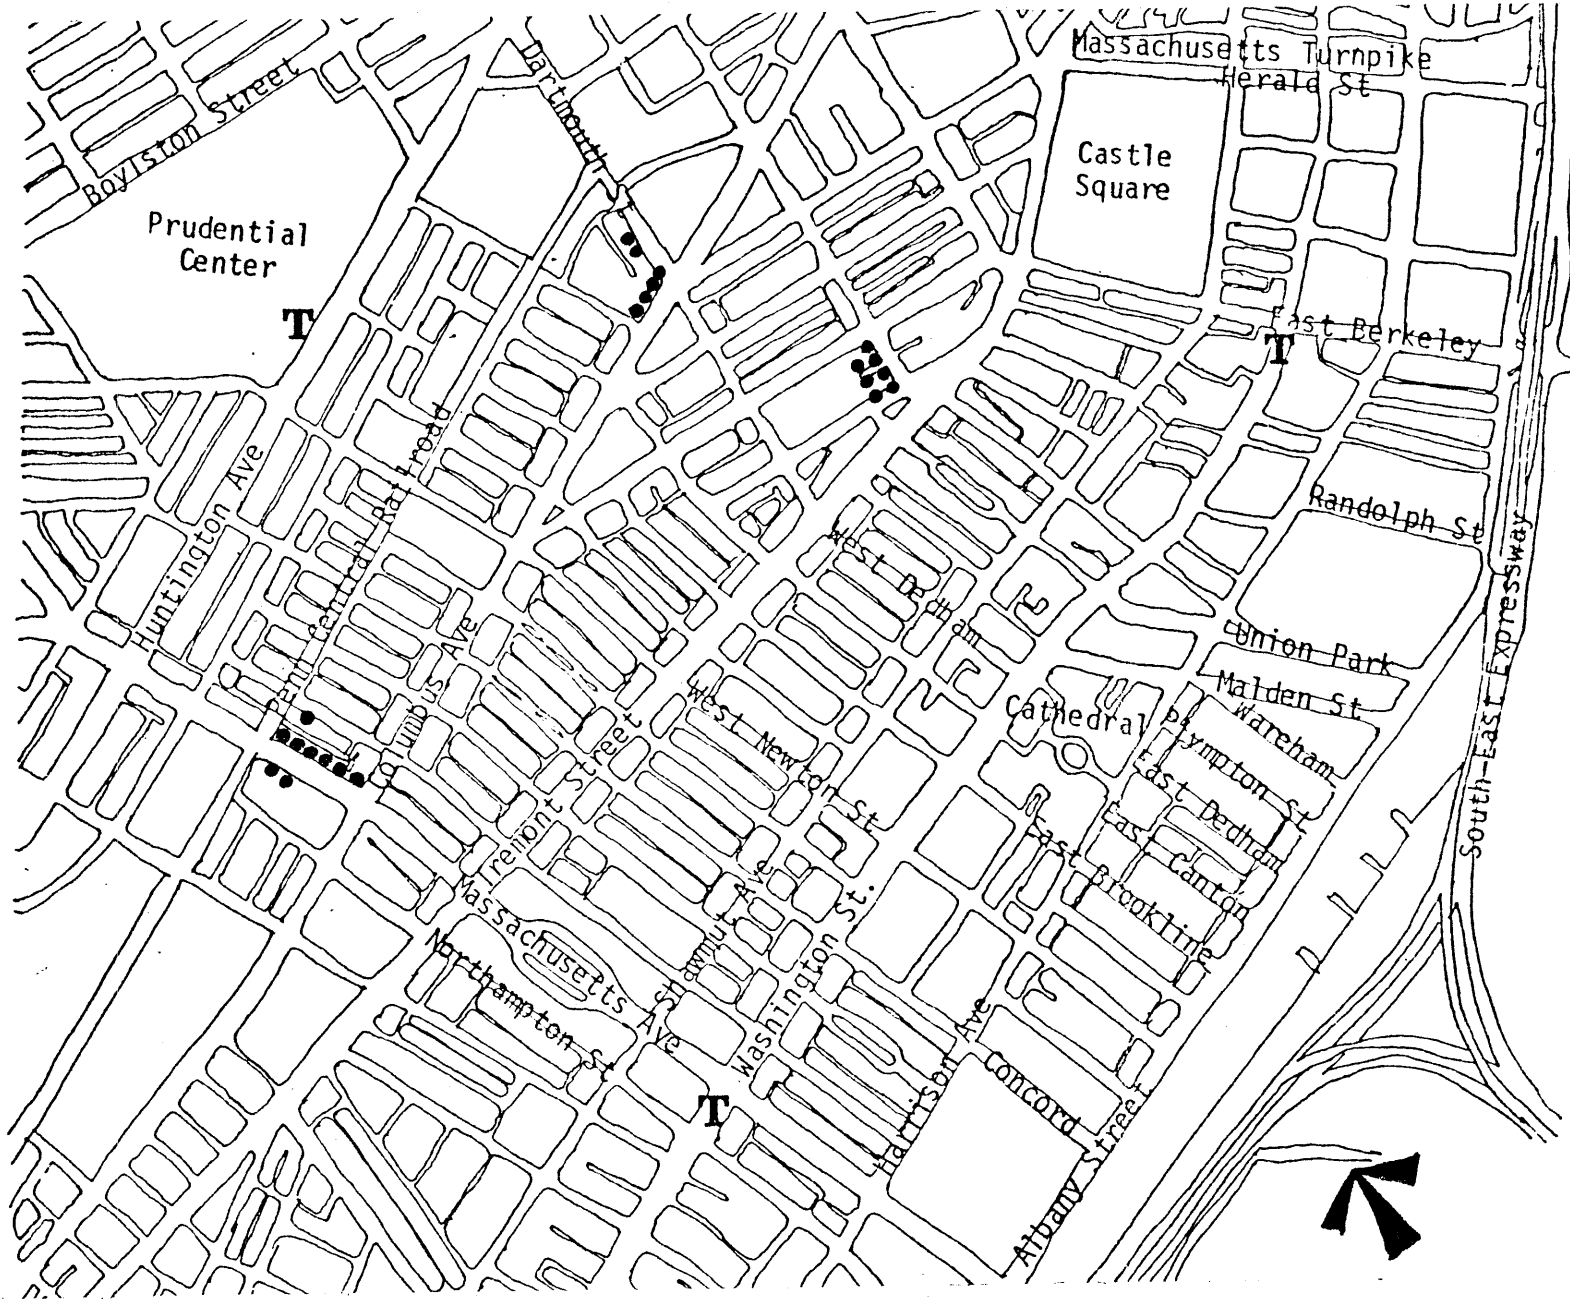 Massachusetts Turnpike
Herald St
Dartmouth
Boylston Street
Castle
Square
Prudential
Center
T
East Berkeley
T
Huntington Ave
Penn Central Railroad
Randolph St
West Dedham
South-East Expressway
Union Park
Malden St
Columbus Ave
West Newton St
Cathedral
Wareham
Plympton St
East Dedham
East Canton
East Brookline
Tremont Street
Massachusetts Ave
Northampton St
Shawmut Ave
Washington St.
Harrison Ave
Concord
Albany Street
T